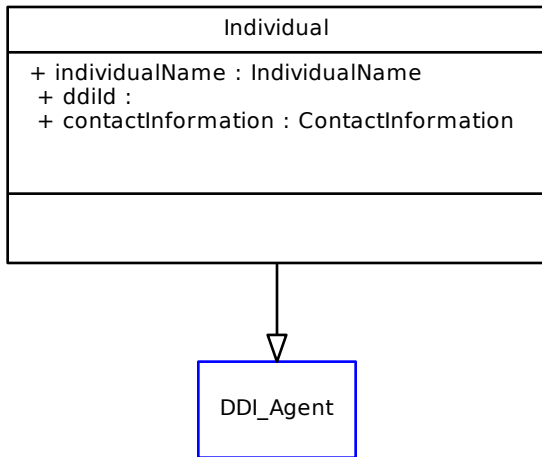 Individual
+ individualName : IndividualName
+ ddiId :
+ contactInformation : ContactInformation
DDI_Agent